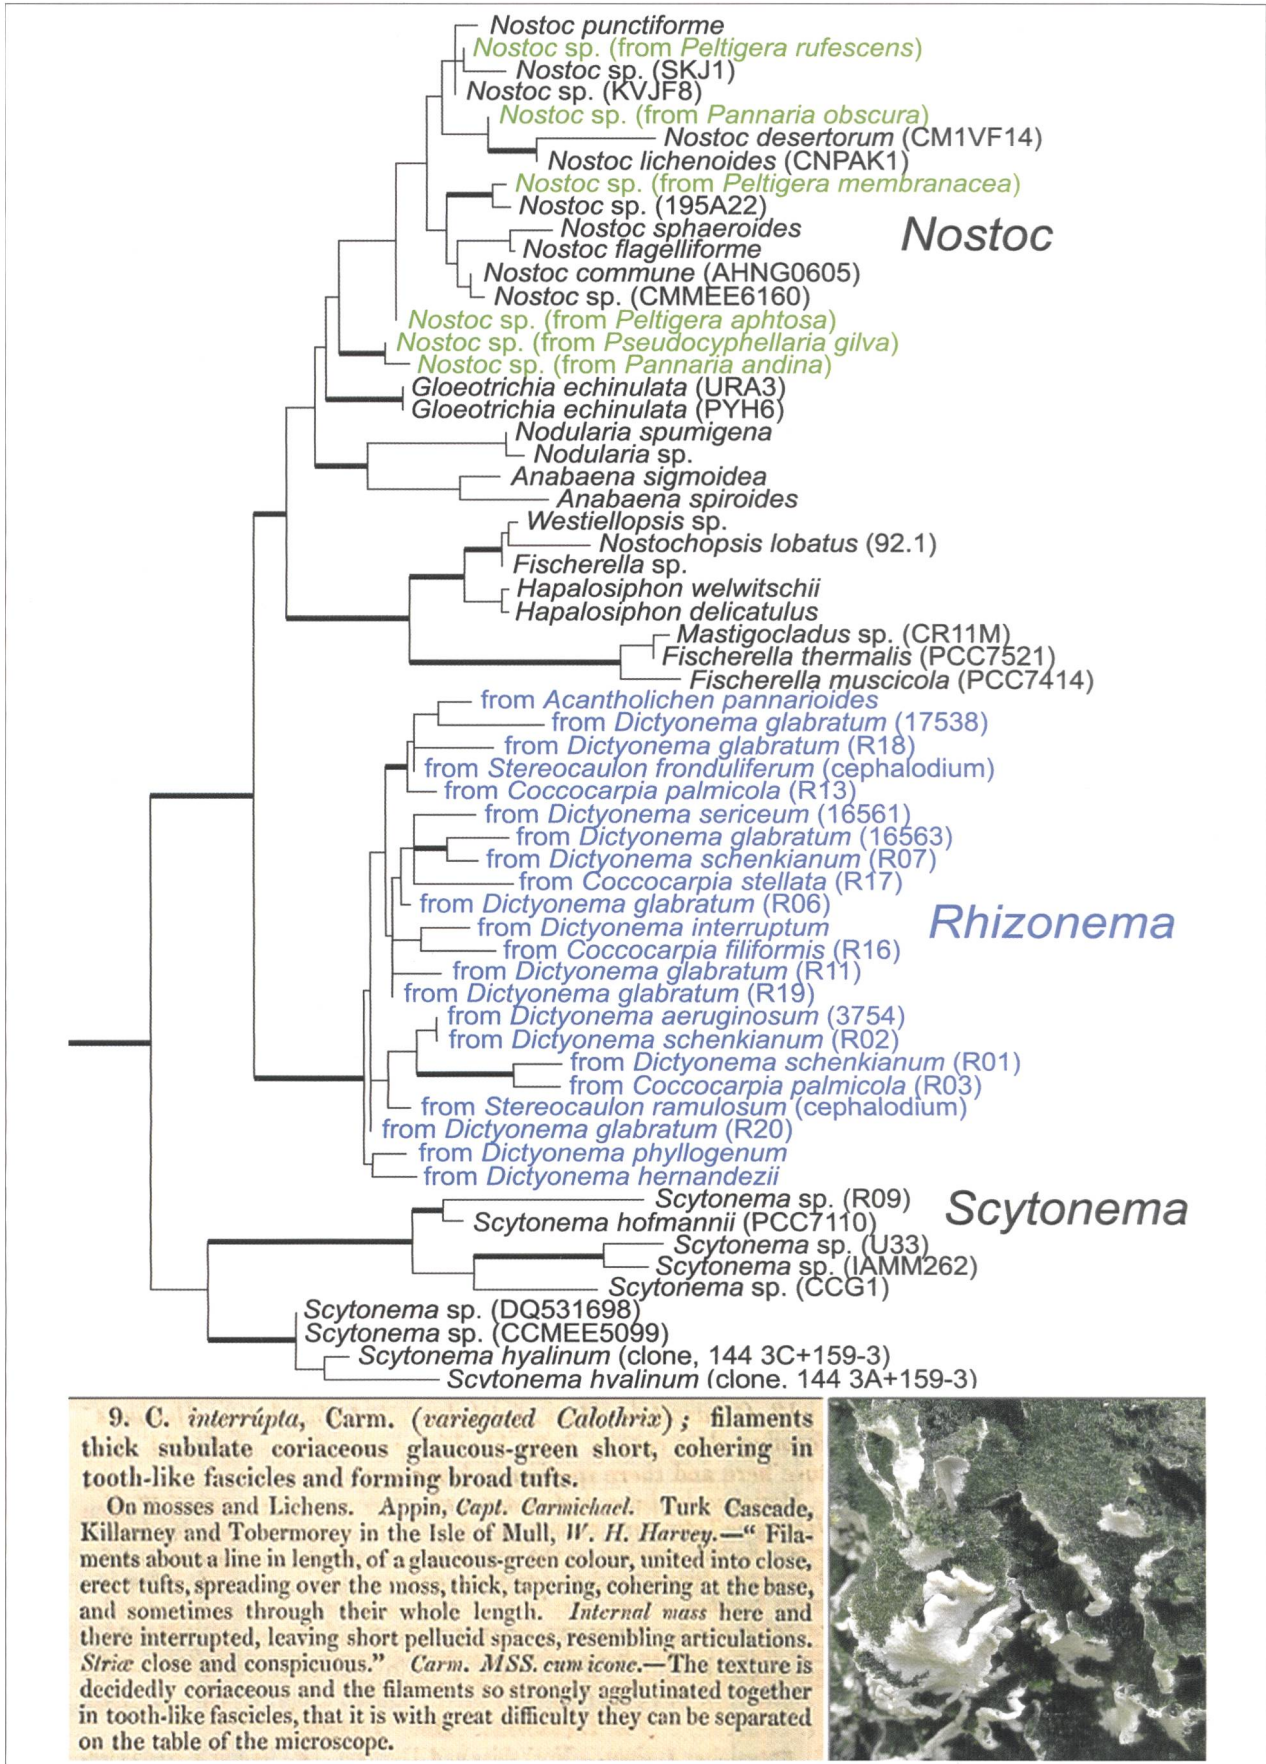 Nostoc punctiforme
Nostoc sp. (from Peltigera rufescens)
Nostoc sp. (SKJ1)
Nostoc sp. (KVJF8)
Nostoc sp. (from Pannaria obscura)
Nostoc desertorum (CM1VF14)
Nostoc lichenoides (CNPAK1)
Nostoc sp. (from Peltigera membranacea)
Nostoc sp. (195A22)
Nostoc sphaeroides
Nostoc
Nostoc flagelliforme
Nostoc commune (AHNG0605)
Nostoc sp. (CMMEE6160)
Nostoc sp. (from Peltigera aphtosa)
Nostoc sp. (from Pseudocyphellaria gilva)
Nostoc sp. (from Pannaria andina)
Gloeotrichia echinulata (URA3)
Gloeotrichia echinulata (PYH6)
Nodularia spumigena
Nodularia sp.
Anabaena sigmoidea
Anabaena spiroides
Westiellopsis sp.
Nostochopsis lobatus (92.1)
Fischerella sp.
Hapalosiphon welwitschii
Hapalosiphon delicatulus
Mastigocladus sp. (CR11M)
Fischerella thermalis (PCC7521)
Fischerella muscicola (PCC7414)
from Acantholichen pannarioides
from Dictyonema glabratum (17538)
from Dictyonema glabratum (R18)
from Stereocaulon fronduliferum (cephalodium)
from Coccocarpia palmicola (R13)
from Dictyonema sericeum (16561)
from Dictyonema glabratum (16563)
from Dictyonema schenkianum (R07)
from Coccocarpia stellata (R17)
from Dictyonema glabratum (R06)
Rhizonema
from Dictyonema interruptum
from Coccocarpia filiformis (R16)
from Dictyonema glabratum (R11)
from Dictyonema glabratum (R19)
from Dictyonema aeruginosum (3754)
from Dictyonema schenkianum (R02)
from Dictyonema schenkianum (R01)
from Coccocarpia palmicola (R03)
from Stereocaulon ramulosum (cephalodium)
from Dictyonema glabratum (R20)
from Dictyonema phyllogenum
from Dictyonema hernandezii
Scytonema sp. (R09)
Scytonema
Scytonema hofmannii (PCC7110)
Scytonema sp. (U33)
Scytonema sp. (IAMM262)
Scytonema sp. (CCG1)
Scytonema sp. (DQ531698)
Scytonema sp. (CCMEE5099)
Scytonema hyalinum (clone, 144 3C+159-3)
Scytonema hyalinum (clone, 144 3A+159-3)
9. C. interrúpta, Carm. (variegated Calothrix) ; filaments
thick subulate coriaceous glaucous-green short, cohering in
tooth-like fascicles and forming broad tufts.
On mosses and Lichens. Appin, Capt. Carmichael. Turk Cascade,
Killarney and Tobermorey in the Isle of Mull, W. H. Harvey.—“ Fila-
ments about a line in length, of a glaucous-green colour, united into close,
erect tufts, spreading over the moss, thick, tapering, cohering at the base,
and sometimes through their whole length. Internal mass here and
there interrupted, leaving short pellucid spaces, resembling articulations.
Striæ close and conspicuous.” Carm. MSS. cum icone.—The texture is
decidedly coriaceous and the filaments so strongly agglutinated together
in tooth-like fascicles, that it is with great difficulty they can be separated
on the table of the microscope.